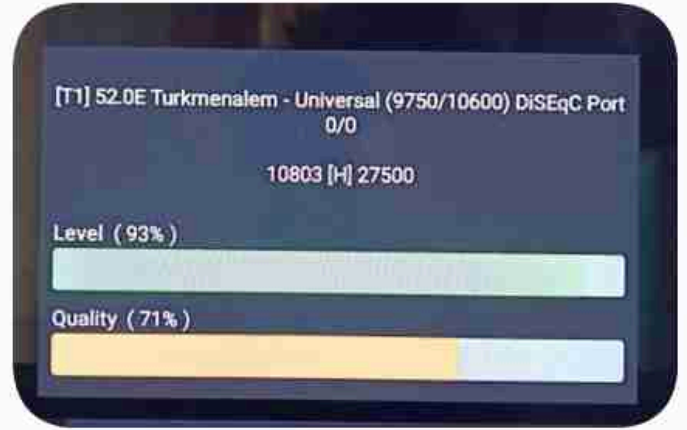 [T1] 52.0E Turkmenalem - Universal (9750/10600) DiSEqC Port
0/0
10803 [H] 27500
Level ( 93% )
Quality ( 71% )